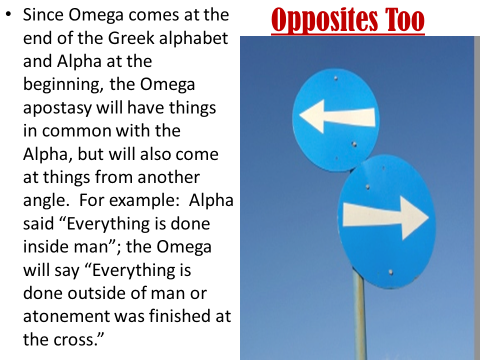 Opposites Too
• Since Omega comes at the
end of the Greek alphabet
and Alpha at the
beginning, the Omega
apostasy will have things
in common with the
Alpha, but will also come
at things from another
angle.  For example:  Alpha
said “Everything is done
inside man”; the Omega
will say “Everything is
done outside of man or
atonement was finished at
the cross.”